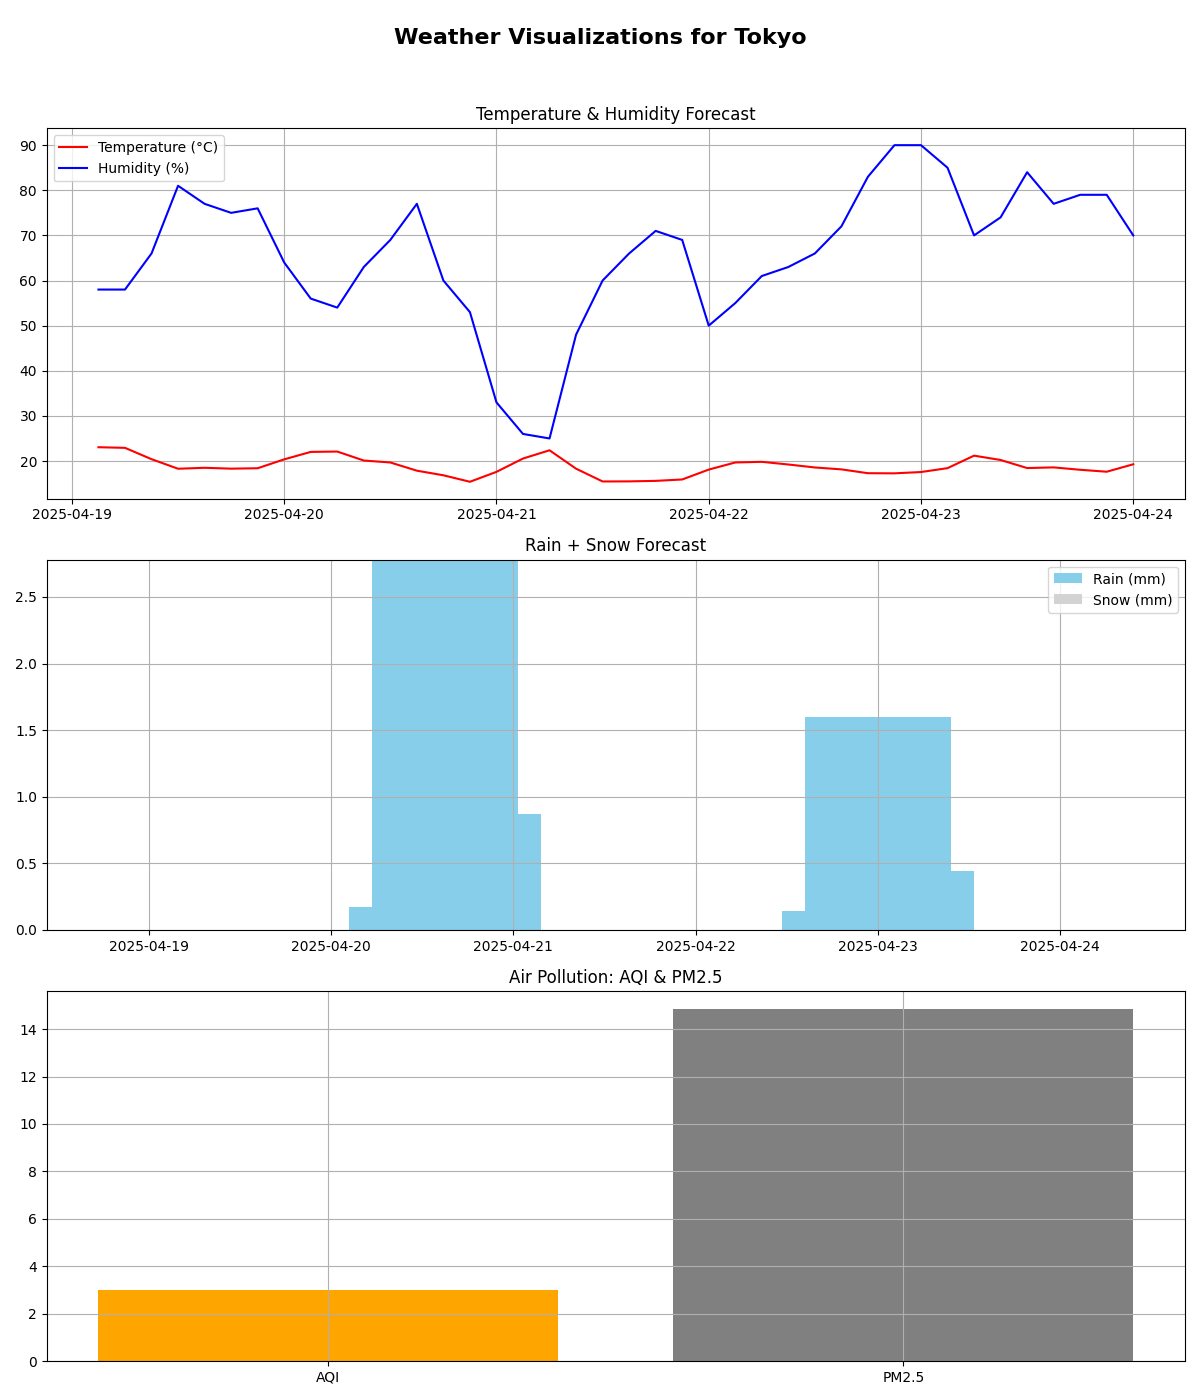 Weather Visualizations for Tokyo
Temperature & Humidity Forecast
Temperature (°C)
Humidity (%)
90
80
70
60
50
40
30
20
2025-04-19 2025-04-20 2025-04-21 2025-04-22 2025-04-23 2025-04-24
Rain + Snow Forecast
Rain (mm)
Snow (mm)
2.5
2.0
1.5
1.0
0.5
0.0
2025-04-19 2025-04-20 2025-04-21 2025-04-22 2025-04-23 2025-04-24
Air Pollution: AQI & PM2.5
14
12
10
8
6
4
2
0
AQI PM2.5